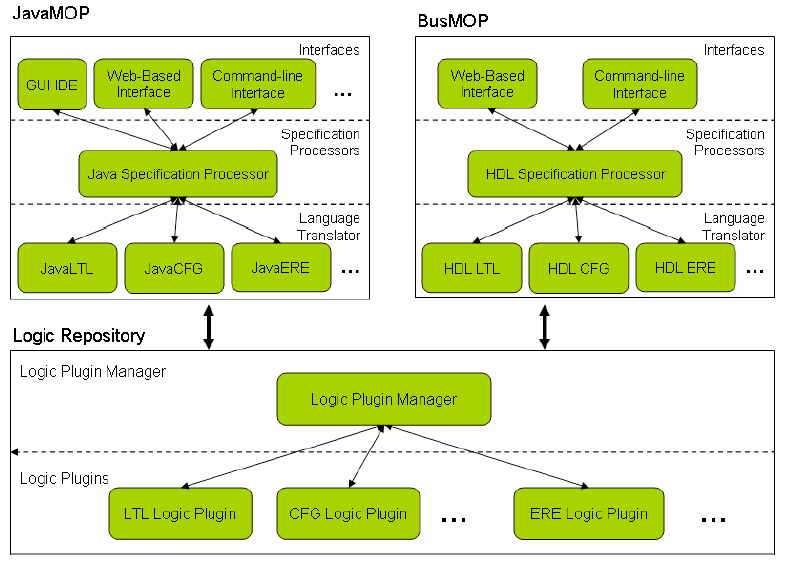 JavaMOP
Interfaces
GUI IDE
Web-Based
Interface
Command-line
Interface
...
Specification
Processors
Java Specification Processor
Language
Translator
JavaLTL
JavaCFG
JavaERE
...
BusMOP
Interfaces
Web-Based
Interface
Command-line
Interface
Specification
Processors
HDL Specification Processor
Language
Translator
HDL LTL
HDL CFG
HDL ERE
...
Logic Repository
Logic Plugin Manager
Logic Plugin Manager
Logic Plugins
LTL Logic Plugin
CFG Logic Plugin
...
ERE Logic Plugin
...